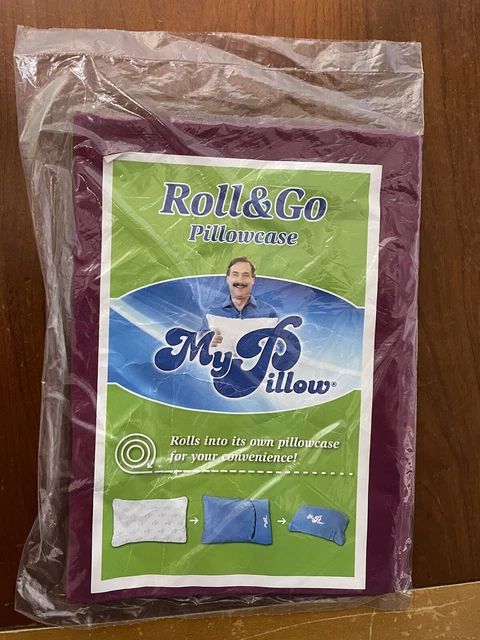 Roll&Go
Pillowcase
MyPillow®
Rolls into its own pillowcase
for your convenience!